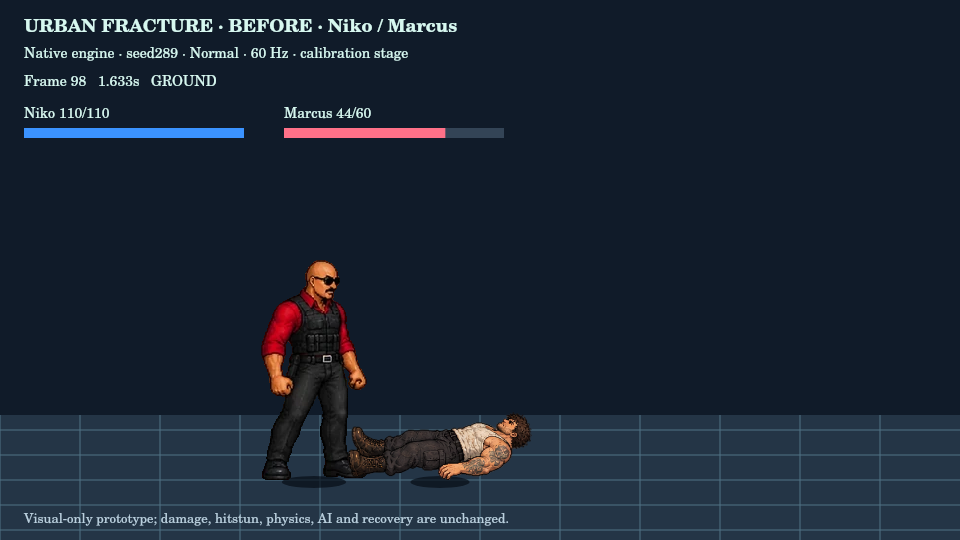 URBAN FRACTURE · BEFORE · Niko / Marcus
Native engine · seed289 · Normal · 60 Hz · calibration stage
Frame 98 1.633s GROUND
Niko 110/110 Marcus 44/60
Visual-only prototype; damage, hitstun, physics, AI and recovery are unchanged.